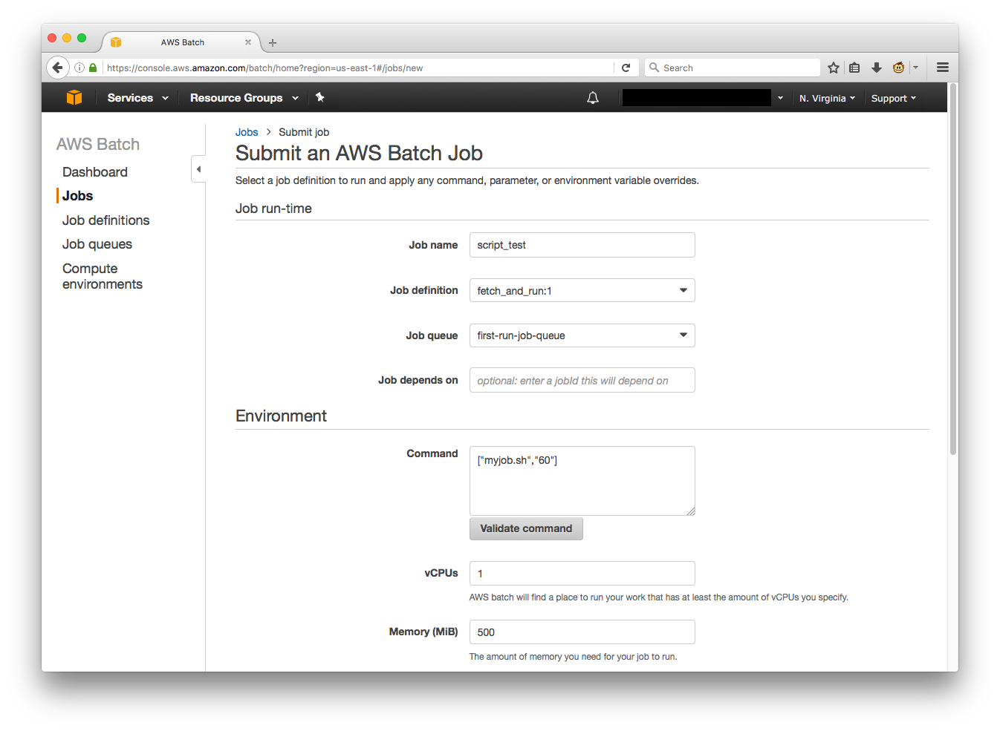 AWS Batch
https://console.aws.amazon.com/batch/home?region=us-east-1#/jobs/new
Search
Services
Resource Groups
N. Virginia
Support
AWS Batch
Dashboard
Jobs
Job definitions
Job queues
Compute
environments
Jobs > Submit job
Submit an AWS Batch Job
Select a job definition to run and apply any command, parameter, or environment variable overrides.
Job run-time
Job name script_test
Job definition fetch_and_run:1
Job queue first-run-job-queue
Job depends on optional: enter a jobId this will depend on
Environment
Command ["myjob.sh","60"]
Validate command
vCPUs 1
AWS batch will find a place to run your work that has at least the amount of vCPUs you specify.
Memory (MiB) 500
The amount of memory you need for your job to run.